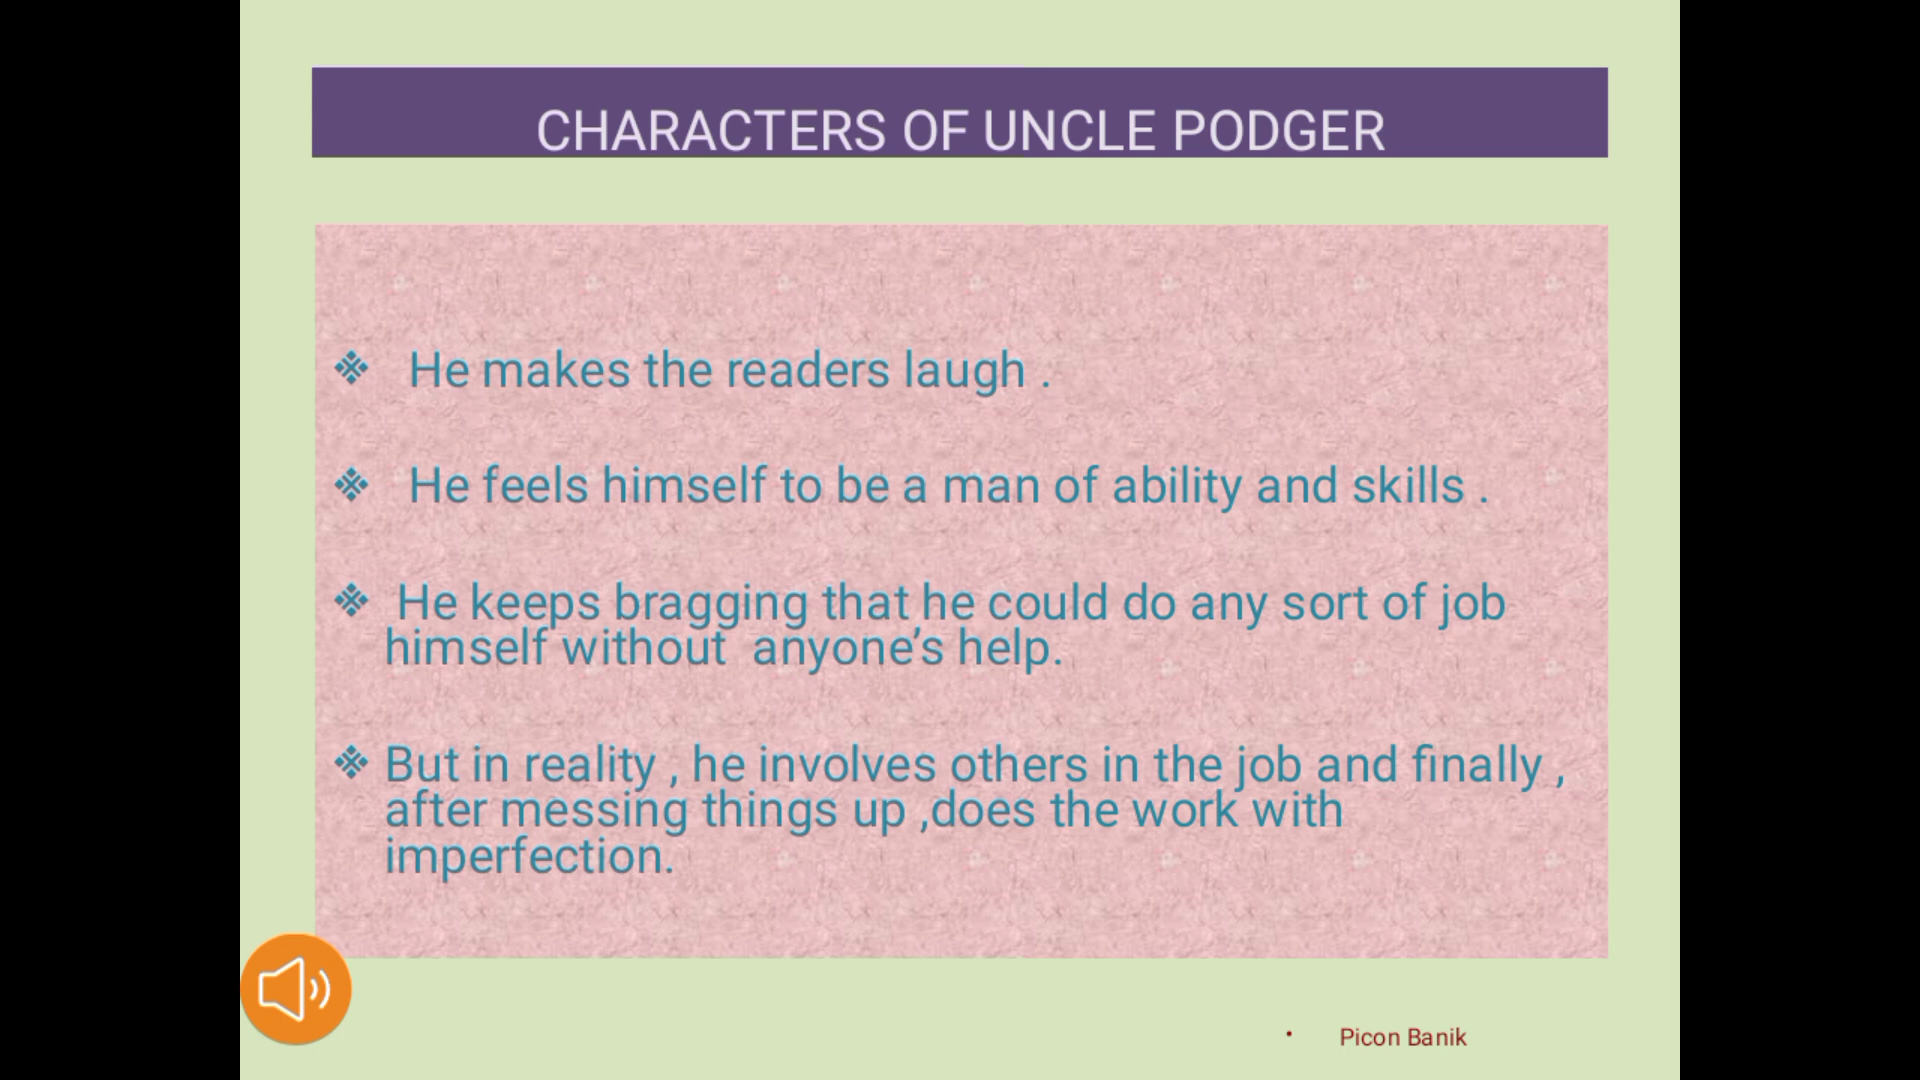 CHARACTERS OF UNCLE PODGER
He makes the readers laugh .
He feels himself to be a man of ability and skills .
He keeps bragging that he could do any sort of job
himself without  anyone’s help.
But in reality , he involves others in the job and finally ,
after messing things up ,does the work with
imperfection.
• Picon Banik